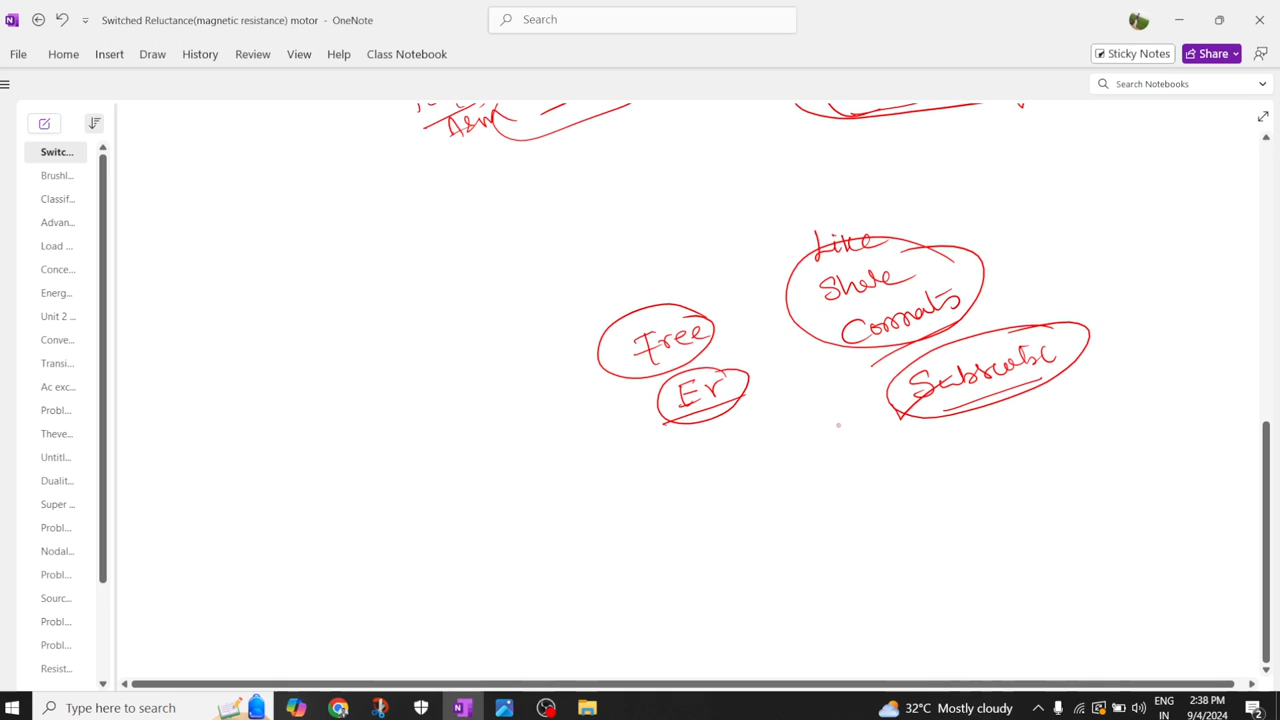 Switched Reluctance(magnetic resistance) motor - OneNote
Search
File Home Insert Draw View History Review View Help Class Notebook
Sticky Notes Share
Search Notebooks
Switc...
Brushl...
Classif...
Advan...
Load ...
Conce...
Energ...
Unit 2 ...
Conve...
Transi...
Ac exc...
Probl...
Theve...
Untitl...
Dualit...
Super ...
Probl...
Nodal...
Probl...
Sourc...
Probl...
Probl...
Resist...
Like
Share
Commats
Free
Er
Subscribe
Type here to search
32°C Mostly cloudy
ENG
IN
2:38 PM
9/4/2024
2